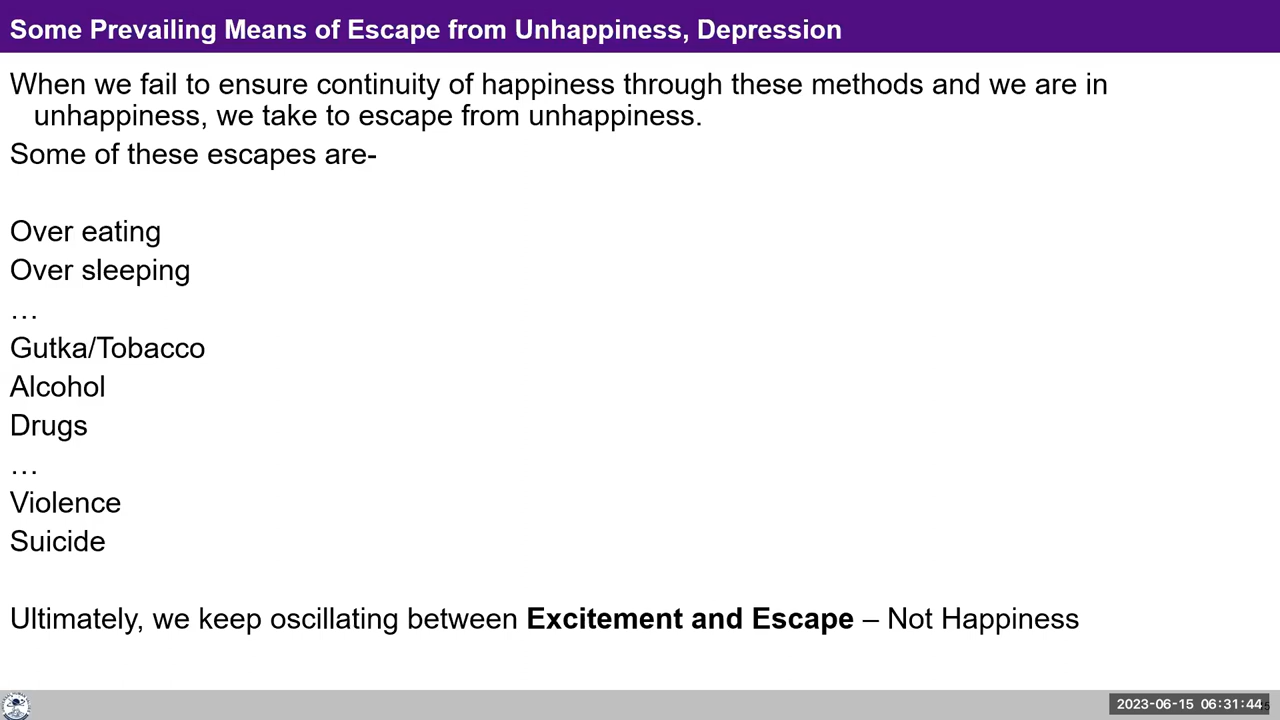 Some Prevailing Means of Escape from Unhappiness, Depression
When we fail to ensure continuity of happiness through these methods and we are in
unhappiness, we take to escape from unhappiness.
Some of these escapes are-
Over eating
Over sleeping
…
Gutka/Tobacco
Alcohol
Drugs
…
Violence
Suicide
Ultimately, we keep oscillating between Excitement and Escape – Not Happiness
2023-06-15 06:31:44